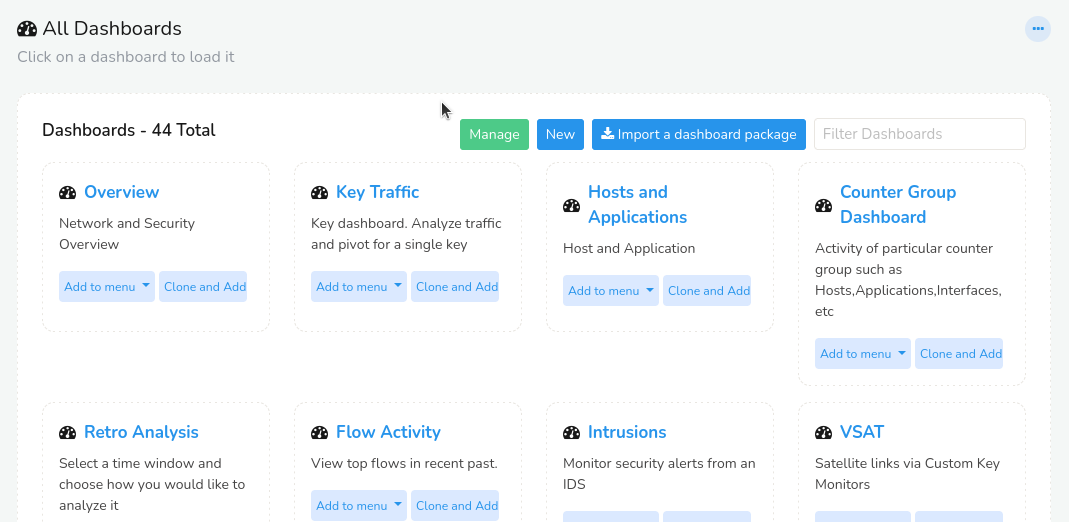 All Dashboards
Click on a dashboard to load it
Dashboards - 44 Total
Manage
New
Import a dashboard package
Filter Dashboards
Overview
Network and Security
Overview
Add to menu
Clone and Add
Key Traffic
Key dashboard. Analyze traffic
and pivot for a single key
Add to menu
Clone and Add
Hosts and
Applications
Host and Application
Add to menu
Clone and Add
Counter Group
Dashboard
Activity of particular counter
group such as
Hosts,Applications,Interfaces,
etc
Add to menu
Clone and Add
Retro Analysis
Select a time window and
choose how you would like to
analyze it
Flow Activity
View top flows in recent past.
Add to menu
Clone and Add
Intrusions
Monitor security alerts from an
IDS
VSAT
Satellite links via Custom Key
Monitors